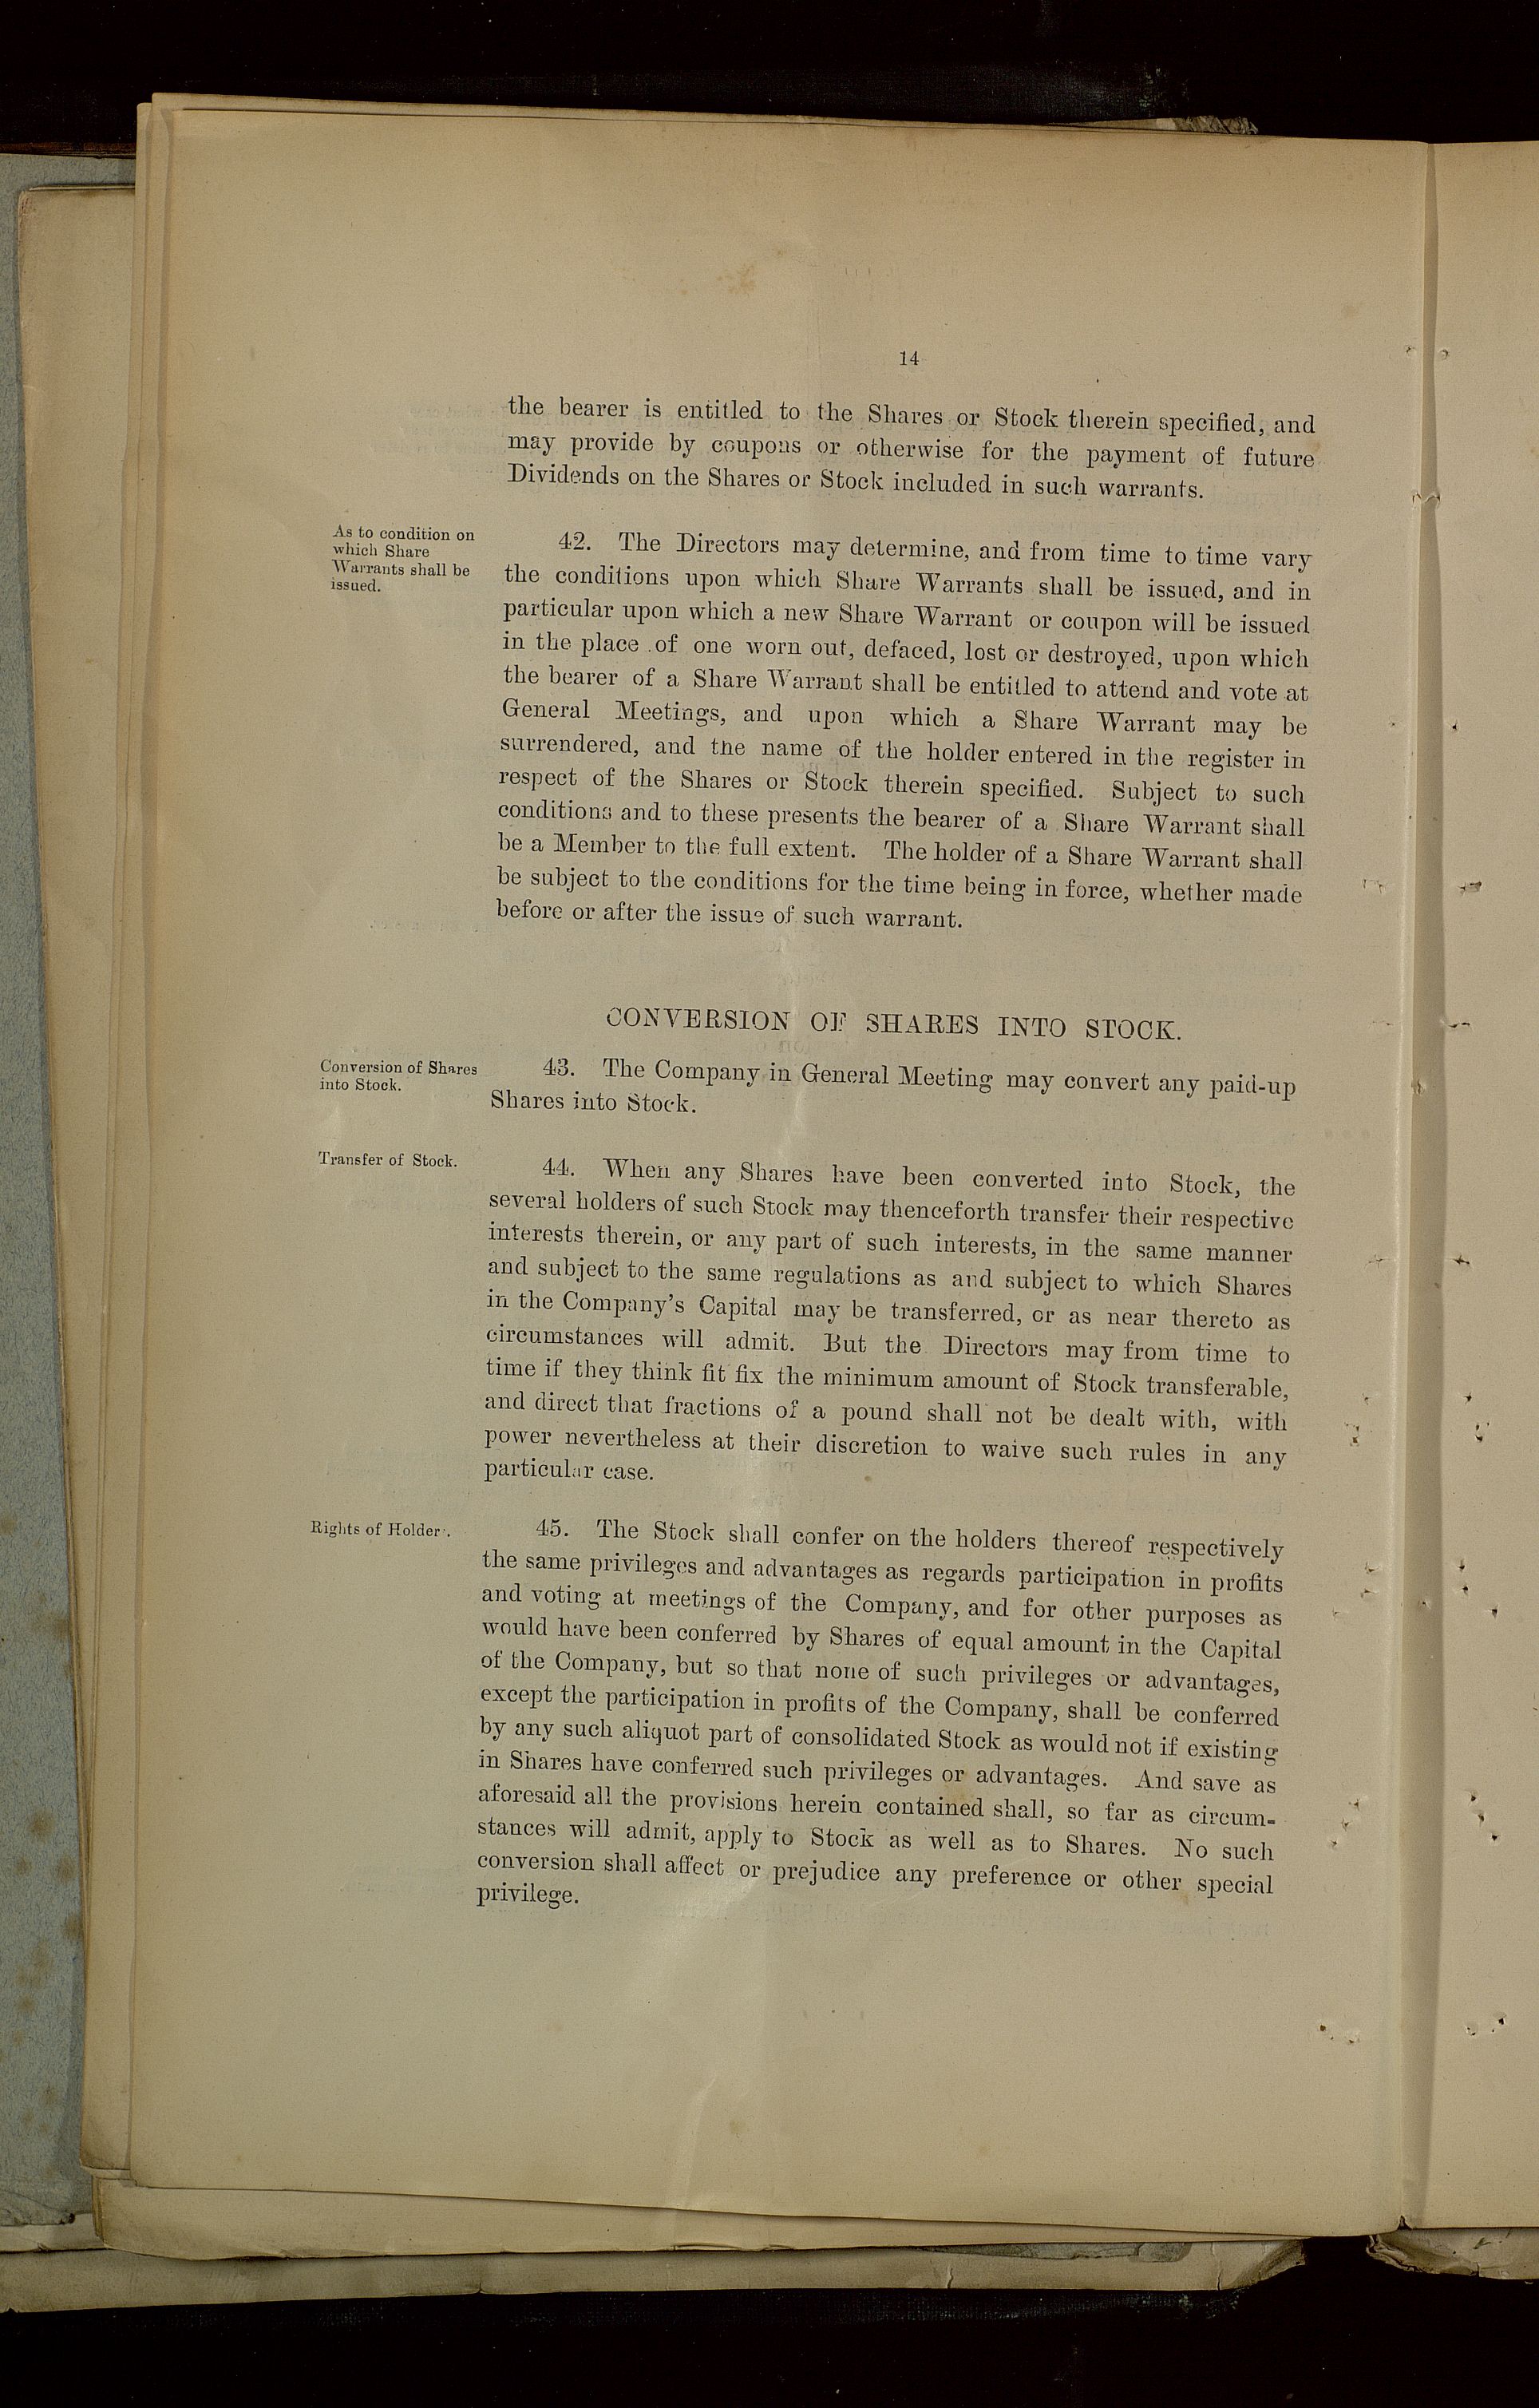 14
the bearer is entitled to the Shares or Stock therein specified, and
may provide by coupons or otherwise for the payment of future
Dividends on the Shares or Stock included in such warrants.
As to condition on
which Share
Warrants shall be
issued.
42. The Directors may determine, and from time to time vary
the conditions upon which Share Warrants shall be issued, and in
particular upon which a new Share Warrant or coupon will be issued
in the place of one worn out, defaced, lost or destroyed, upon which
the bearer of a Share Warrant shall be entitled to attend and vote at
General Meetings, and upon which a Share Warrant may be
surrendered, and the name of the holder entered in the register in
respect of the Shares or Stock therein specified. Subject to such
conditions and to these presents the bearer of a Share Warrant shall
be a Member to the full extent. The holder of a Share Warrant shall
be subject to the conditions for the time being in force, whether made
before or after the issue of such warrant.
CONVERSION OF SHARES INTO STOCK.
Conversion of Shares
into Stock.
43. The Company in General Meeting may convert any paid-up
Shares into Stock.
Transfer of Stock.
44. When any Shares have been converted into Stock, the
several holders of such Stock may thenceforth transfer their respective
interests therein, or any part of such interests, in the same manner
and subject to the same regulations as and subject to which Shares
in the Company's Capital may be transferred, or as near thereto as
circumstances will admit. But the Directors may from time to
time if they think fit fix the minimum amount of Stock transferable,
and direct that fractions of a pound shall not be dealt with, with
power nevertheless at their discretion to waive such rules in any
particular case.
Rights of Holders.
45. The Stock shall confer on the holders thereof respectively
the same privileges and advantages as regards participation in profits
and voting at meetings of the Company, and for other purposes as
would have been conferred by Shares of equal amount in the Capital
of the Company, but so that none of such privileges or advantages,
except the participation in profits of the Company, shall be conferred
by any such aliquot part of consolidated Stock as would not if existing
in Shares have conferred such privileges or advantages. And save as
aforesaid all the provisions herein contained shall, so far as circum-
stances will admit, apply to Stock as well as to Shares. No such
conversion shall affect or prejudice any preference or other special
privilege.